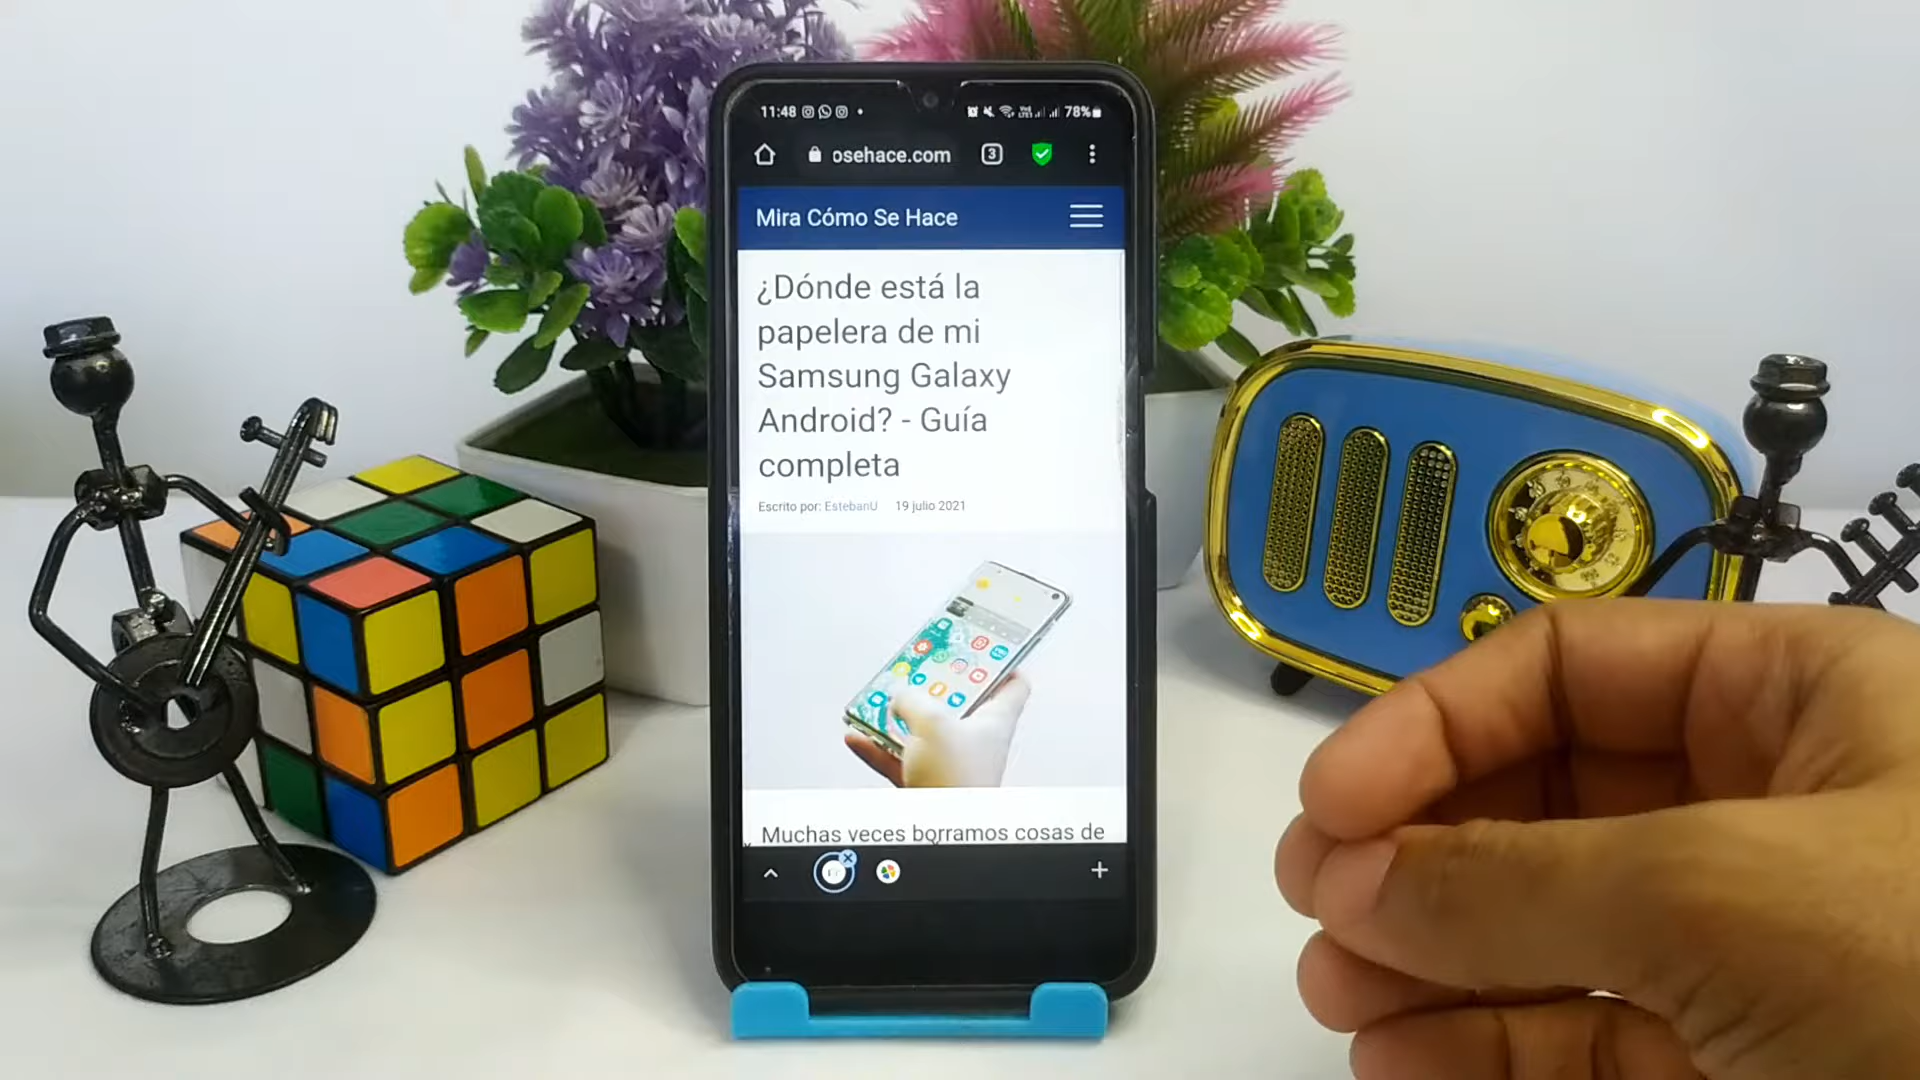 11:48
78%
osehace.com
3
Mira Cómo Se Hace
¿Dónde está la
papelera de mi
Samsung Galaxy
Android? - Guía
completa
Escrito por: EstebanU 19 julio 2021
Muchas veces borramos cosas de